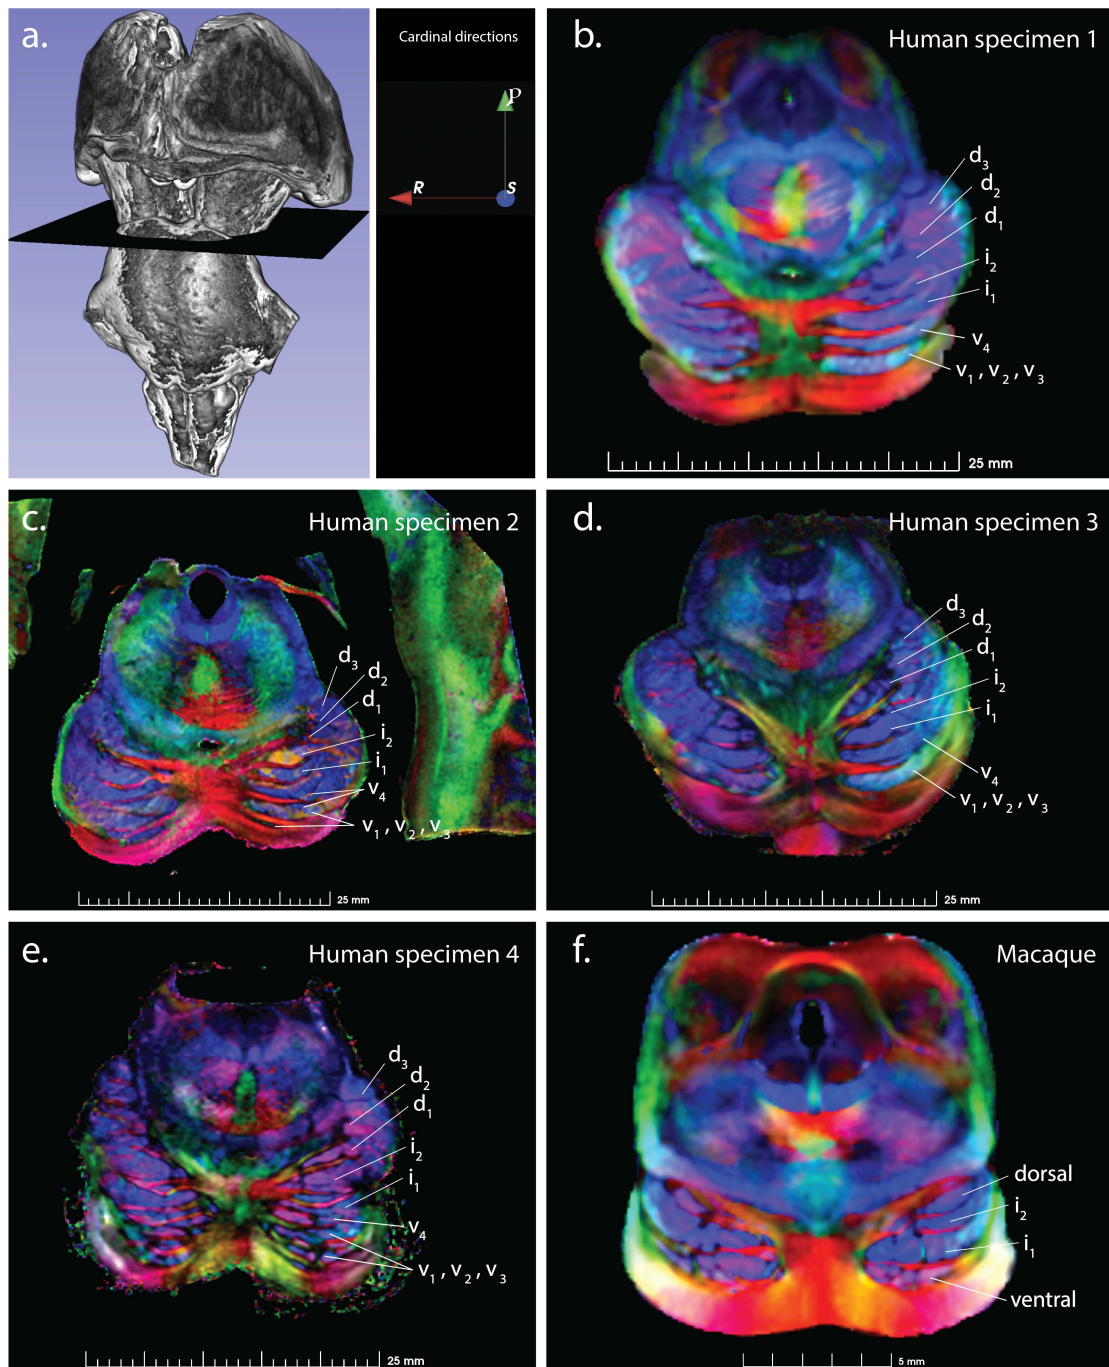 a.
Cardinal directions
P
R
S
b.
Human specimen 1
d3
d2
d1
i2
i1
v4
v1 , v2 , v3
25 mm
c.
Human specimen 2
d3
d2
d1
i2
i1
v4
v1 , v2 , v3
25 mm
d.
Human specimen 3
d3
d2
d1
i2
i1
v4
v1 , v2 , v3
25 mm
e.
Human specimen 4
d3
d2
d1
i2
i1
v4
v1 , v2 , v3
25 mm
f.
Macaque
dorsal
i2
i1
ventral
5 mm